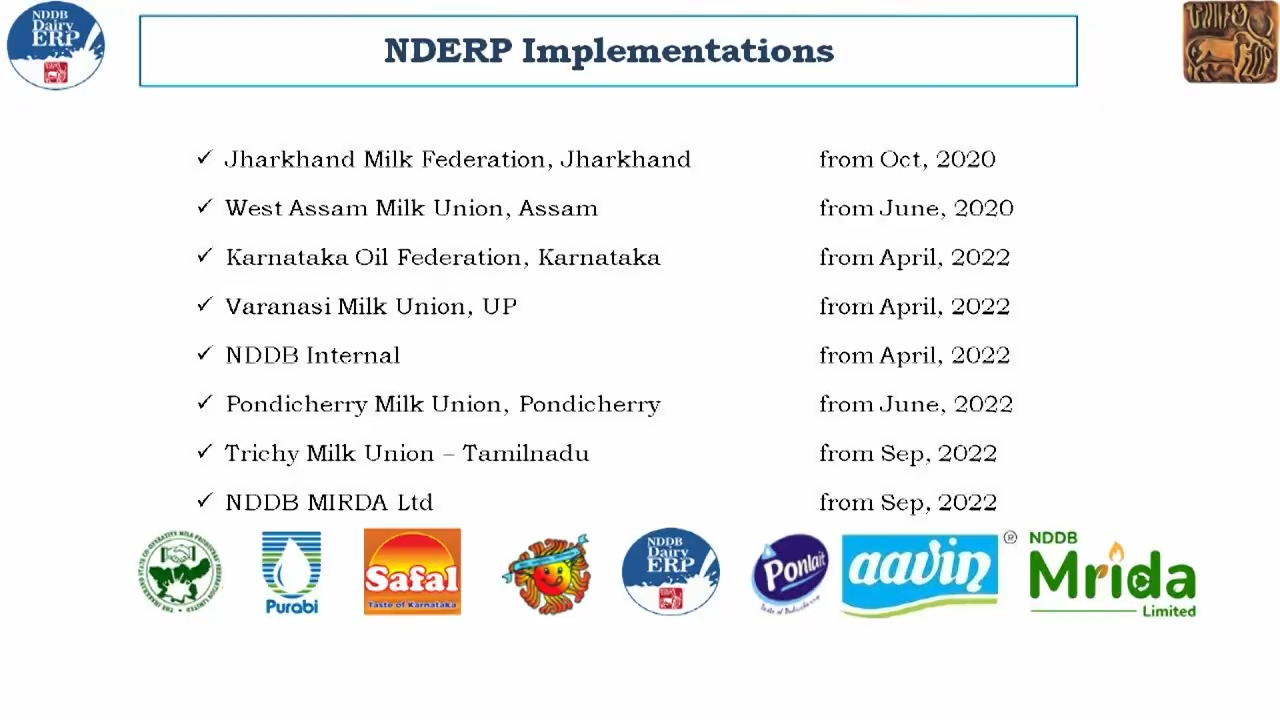 NDDB
Dairy
ERP
NDERP Implementations
✓ Jharkhand Milk Federation, Jharkhand from Oct, 2020
✓ West Assam Milk Union, Assam from June, 2020
✓ Karnataka Oil Federation, Karnataka from April, 2022
✓ Varanasi Milk Union, UP from April, 2022
✓ NDDB Internal from April, 2022
✓ Pondicherry Milk Union, Pondicherry from June, 2022
✓ Trichy Milk Union – Tamilnadu from Sep, 2022
✓ NDDB MIRDA Ltd from Sep, 2022
Purabi
Safal
Taste of Karnataka
NDDB
Dairy
ERP
Ponlait
aavin
®
NDDB
Mrida
Limited